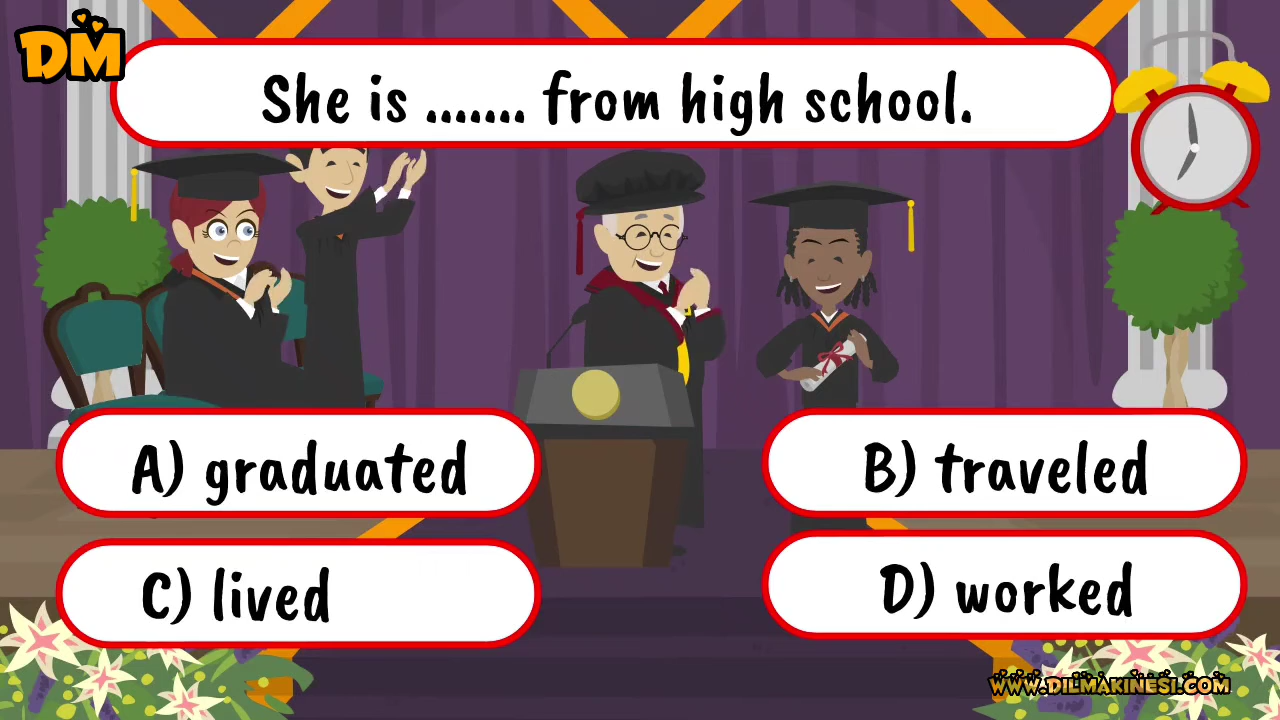 DM
She is ....... from high school.
A) graduated
B) traveled
C) lived
D) worked
WWW.DILMAKINESI.COM